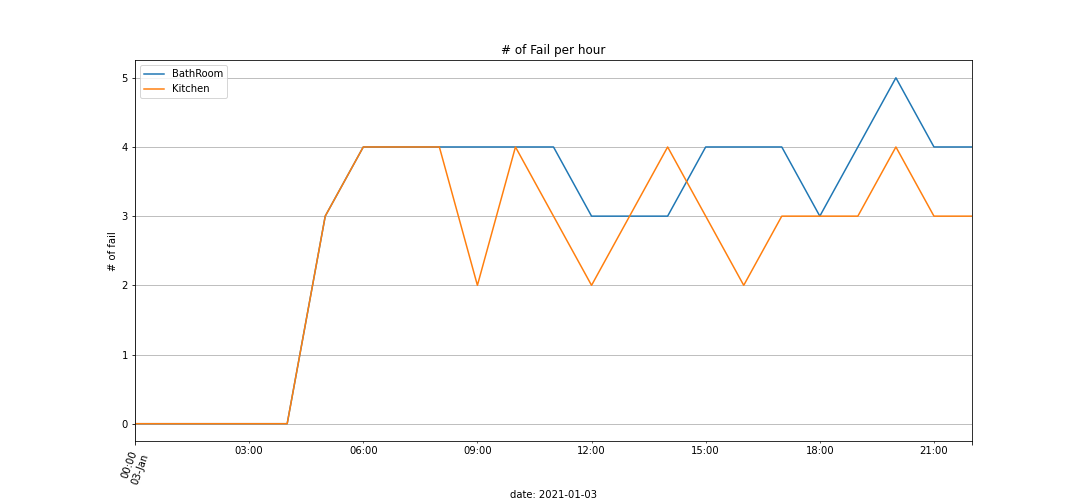 # of Fail per hour
BathRoom
Kitchen
# of fail
5
4
3
2
1
0
00:00
03-Jan
03:00
06:00
09:00
12:00
15:00
18:00
21:00
date: 2021-01-03